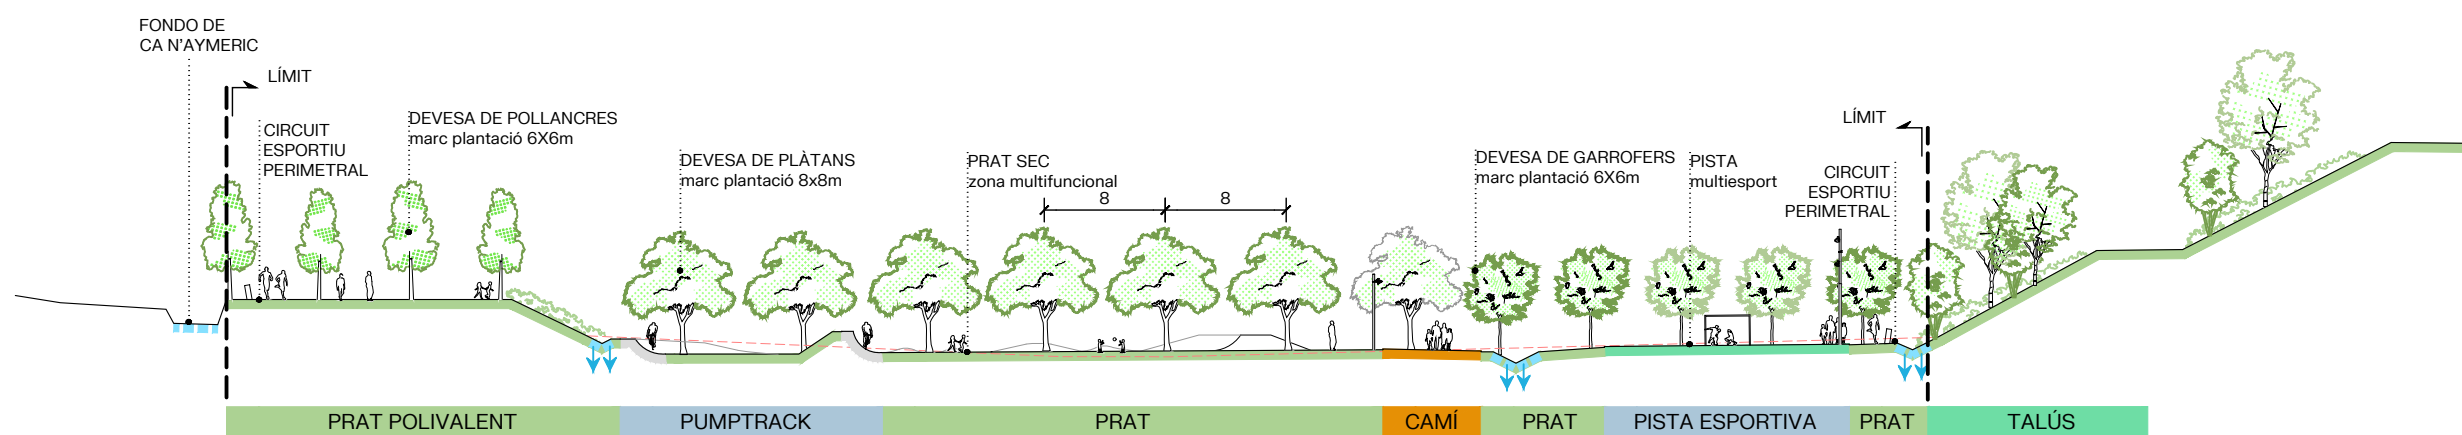 FONDO DE
CA N'AYMERIC
LÍMIT
CIRCUIT
ESPORTIU
PERIMETRAL
DEVESA DE POLLANCRES
marc plantació 6X6m
DEVESA DE PLÀTANS
marc plantació 8x8m
PRAT SEC
zona multifuncional
8
8
DEVESA DE GARROFERS
marc plantació 6X6m
PISTA
multiesport
LÍMIT
CIRCUIT
ESPORTIU
PERIMETRAL
PRAT POLIVALENT
PUMPTRACK
PRAT
CAMÍ
PRAT
PISTA ESPORTIVA
PRAT
TALÚS